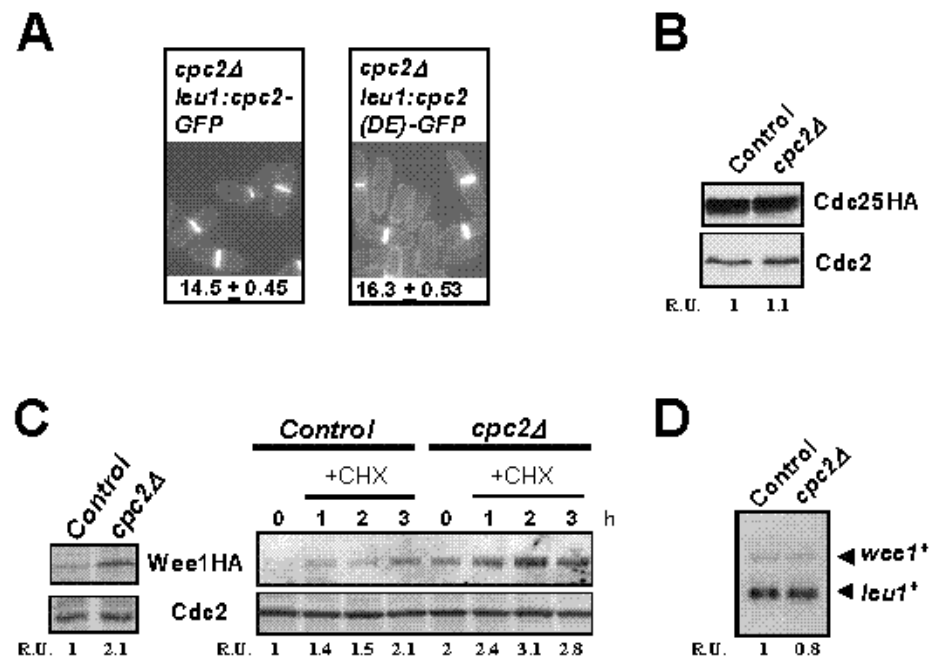 A
cpc2Δ
leu1:cpc2-
GFP
14.5 ± 0.45
cpc2Δ
leu1:cpc2
(DE)-GFP
16.3 ± 0.53
B
Control
cpc2Δ
Cdc25HA
Cdc2
R.U. 1 1.1
C
Control
cpc2Δ
Wee1HA
Cdc2
R.U. 1 2.1
Control cpc2Δ
+CHX +CHX
0 1 2 3 0 1 2 3 h
R.U. 1 1.4 1.5 2.1 2 2.4 3.1 2.8
D
Control
cpc2Δ
wee1+
leu1+
R.U. 1 0.8